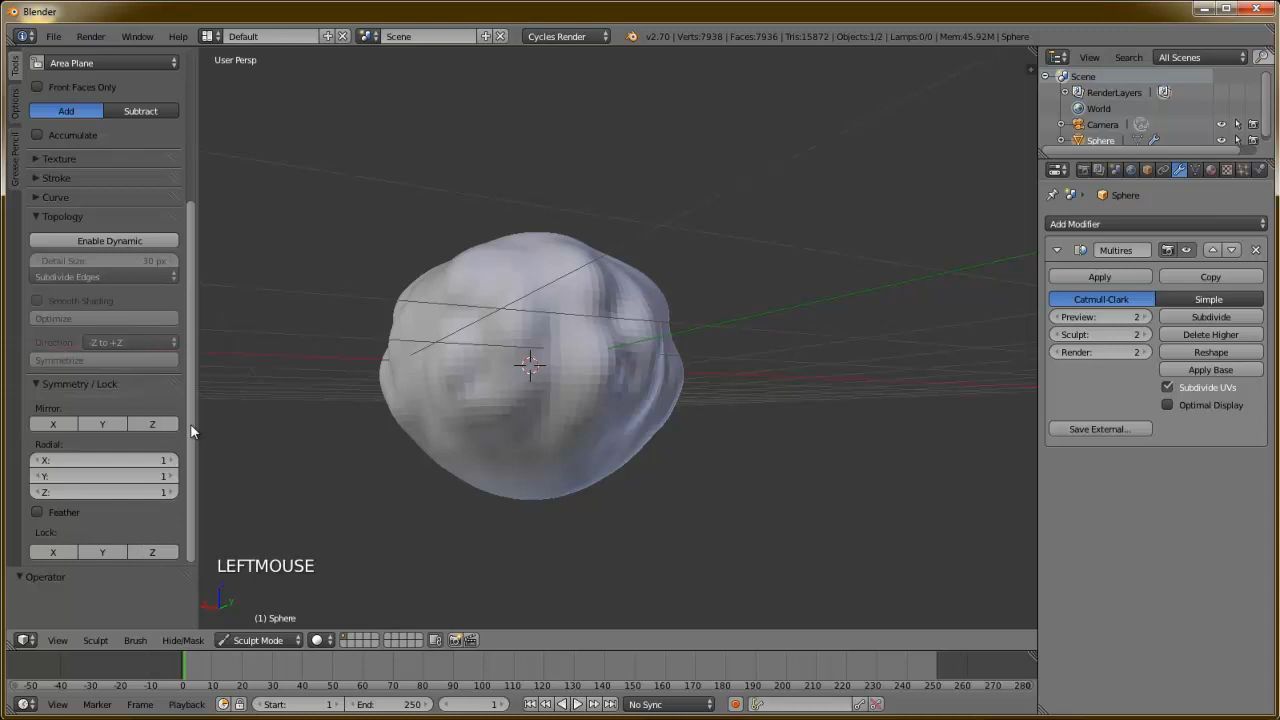 Blender
File Render Window Help Default Scene Cycles Render v2.70 | Verts:7938 | Faces:7936 | Tris:15872 | Objects:1/2 | Lamps:0/0 | Mem:45.92M | Sphere
Tools
Options
Grease Pencil
Area Plane
Front Faces Only
Add Subtract
Accumulate
Texture
Stroke
Curve
Topology
Enable Dynamic
Detail Size: 30 px
Subdivide Edges
Smooth Shading
Optimize
Direction: -Z to +Z
Symmetrize
Symmetry / Lock
Mirror:
X Y Z
Radial:
X: 1
Y: 1
Z: 1
Feather
Lock:
X Y Z
Operator
User Persp
LEFTMOUSE
(1) Sphere
View Search All Scenes
Scene
RenderLayers
World
Camera
Sphere
Sphere
Add Modifier
Multires
Apply Copy
Catmull-Clark Simple
Preview: 2 Subdivide
Sculpt: 2 Delete Higher
Render: 2 Reshape
Apply Base
Subdivide UVs
Optimal Display
Save External...
View Sculpt Brush Hide/Mask Sculpt Mode
-50 -40 -30 -20 -10 0 10 20 30 40 50 60 70 80 90 100 110 120 130 140 150 160 170 180 190 200 210 220 230 240 250 260 270 280
View Marker Frame Playback Start: 1 End: 250 1 No Sync